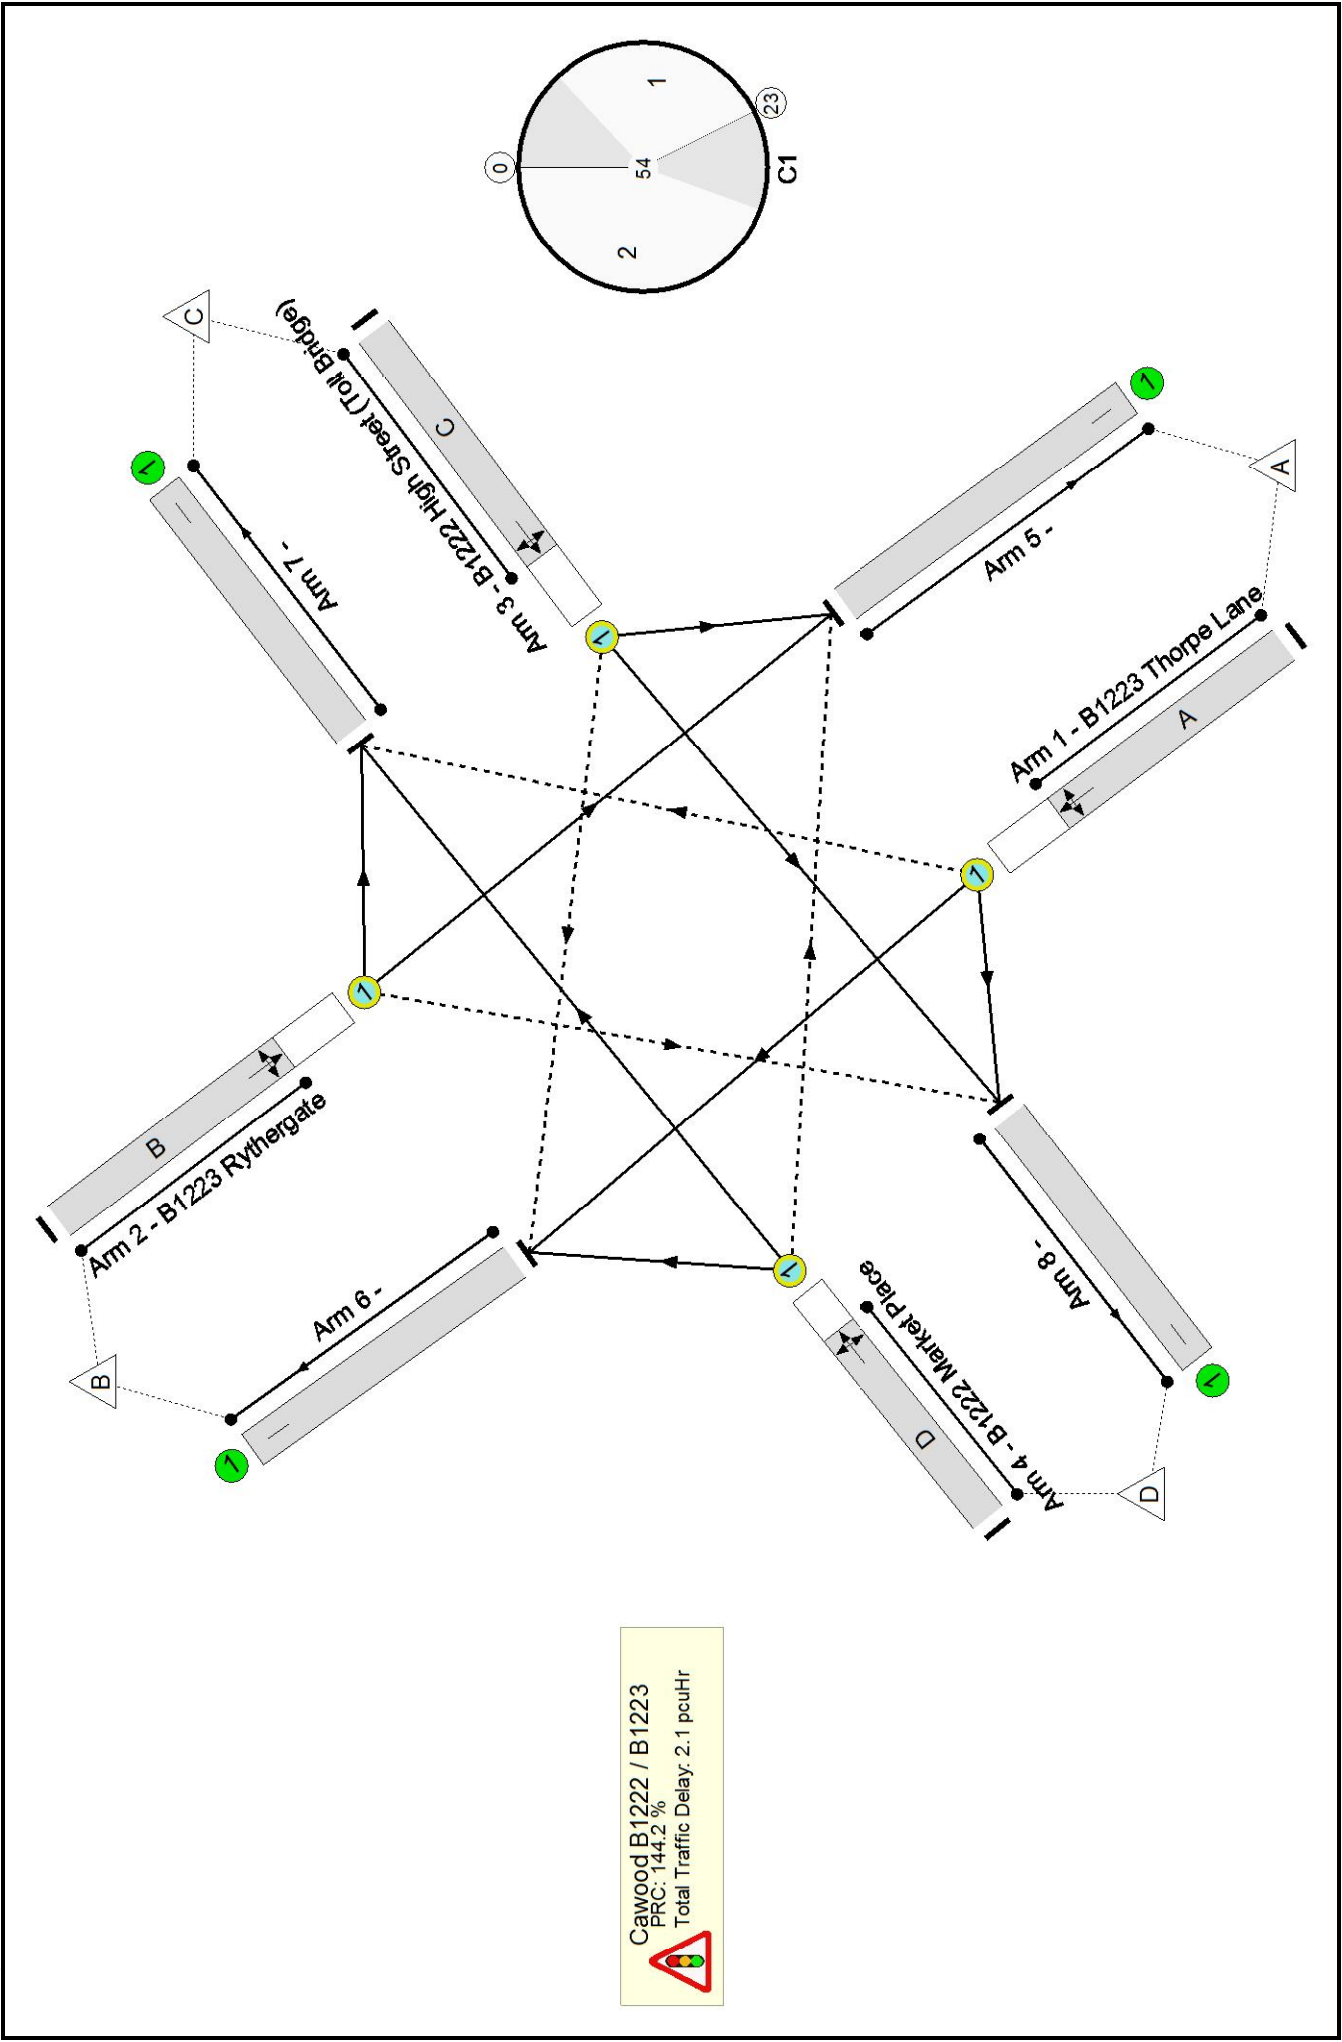 Cawood B1222 / B1223
PRC: 144.2 %
Total Traffic Delay: 2.1 pcuHr
B
Arm 2 - B1223 Rythergate
B
Arm 6 -
1
1
C
Arm 7 -
1
Arm 3 - B1222 High Street (Toll Bridge)
C
1
0
1
2
54
23
C1
Arm 5 -
1
A
Arm 1 - B1223 Thorpe Lane
A
1
1
D
Arm 4 - B1222 Market Place
Arm 8 -
1
D